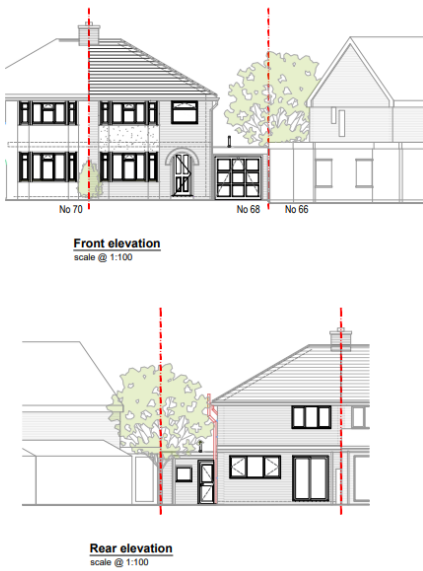 No 70
No 68
No 66
Front elevation
scale @ 1:100
Rear elevation
scale @ 1:100